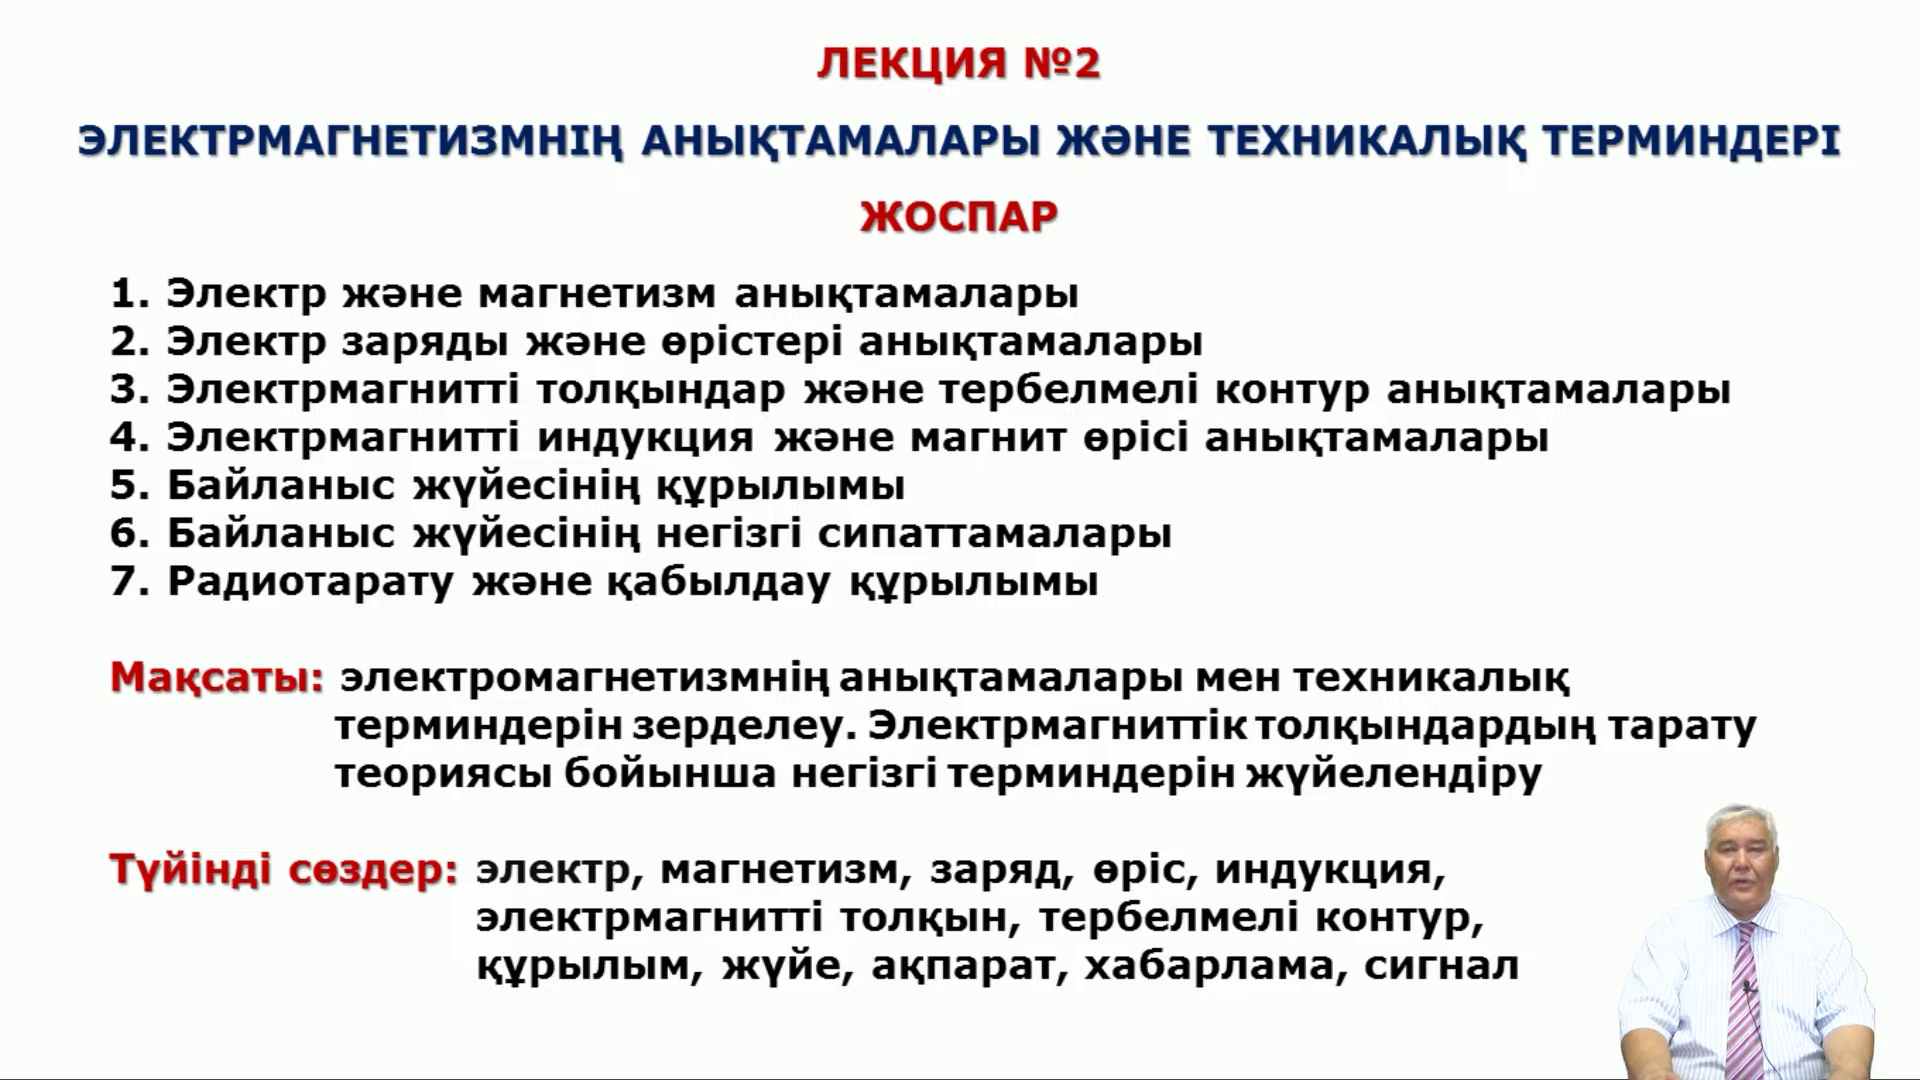 ЛЕКЦИЯ №2
ЭЛЕКТРМАГНЕТИЗМНІҢ АНЫҚТАМАЛАРЫ ЖӘНЕ ТЕХНИКАЛЫҚ ТЕРМИНДЕРІ
ЖОСПАР
1. Электр және магнетизм анықтамалары
2. Электр заряды және өрістері анықтамалары
3. Электрмагнитті толқындар және тербелмелі контур анықтамалары
4. Электрмагнитті индукция және магнит өрісі анықтамалары
5. Байланыс жүйесінің құрылымы
6. Байланыс жүйесінің негізгі сипаттамалары
7. Радиотарату және қабылдау құрылымы
Мақсаты: электромагнетизмнің анықтамалары мен техникалық
терминдерін зерделеу. Электрмагниттік толқындардың тарату
теориясы бойынша негізгі терминдерін жүйелендіру
Түйінді сөздер: электр, магнетизм, заряд, өріс, индукция,
электрмагнитті толқын, тербелмелі контур,
құрылым, жүйе, ақпарат, хабарлама, сигнал